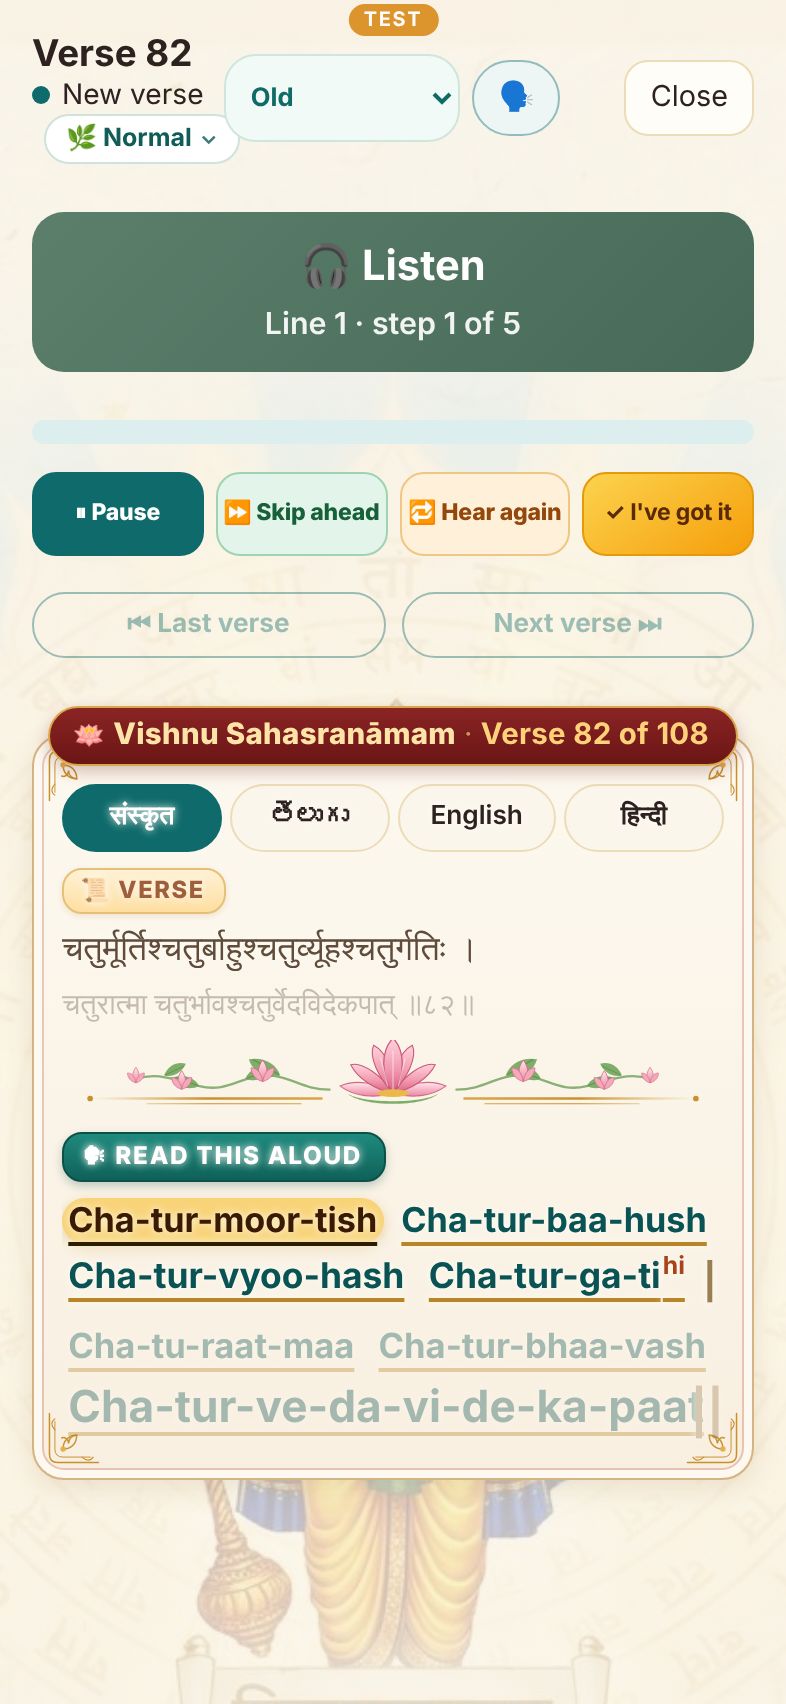 TEST
Verse 82
New verse
Normal
Old
Close
Listen
Line 1 · step 1 of 5
Pause
Skip ahead
Hear again
✓ I've got it
Last verse
Next verse
Vishnu Sahasranāmam · Verse 82 of 108
संस्कृत
తెలుగు
English
हिन्दी
VERSE
चतुर्मूर्तिश्चतुर्बाहुश्चतुर्व्यूहश्चतुर्गतिः ।
चतुरात्मा चतुर्भावश्चतुर्वेदविदेकपात् ॥८२॥
READ THIS ALOUD
Cha-tur-moor-tish Cha-tur-baa-hush
Cha-tur-vyoo-hash Cha-tur-ga-tihi |
Cha-tu-raat-maa Cha-tur-bhaa-vash
Cha-tur-ve-da-vi-de-ka-paat ||